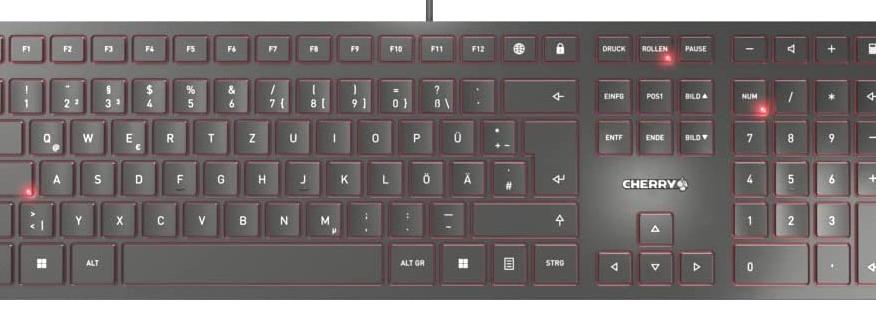 F1 F2 F3 F4 F5 F6 F7 F8 F9 F10 F11 F12 DRUCK ROLLEN PAUSE − +
! " § $ % & / ( ) = ?
1 2 ² 3 ³ 4 5 6 7 { 8 [ 9 ] 0 } ß \ EINFG POS1 BILD▲ NUM / *
Q @ W E € R T Z U I O P Ü * + ~ ENTF ENDE BILD▼ 7 8 9 −
A S D F G H J K L Ö Ä ' # CHERRY 4 5 6 +
> < | Y X C V B N M µ ; , : . — 1 2 3
ALT ALT GR STRG 0 .